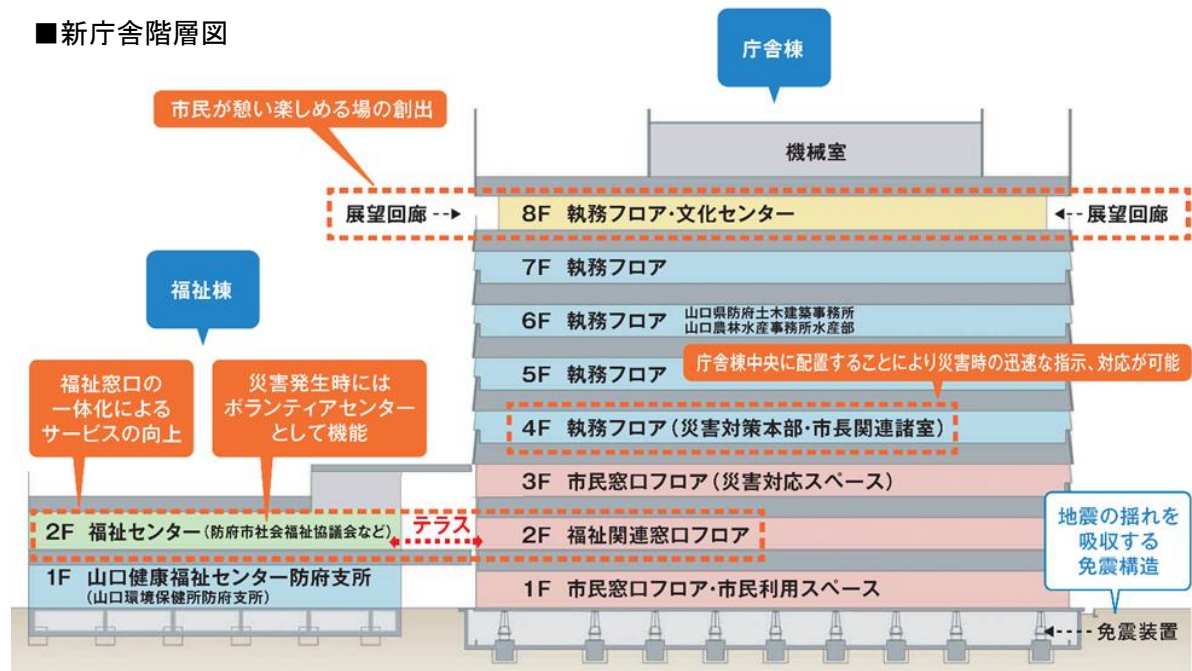 ■新庁舎階層図
庁舎棟
市民が憩い楽しめる場の創出
機械室
展望回廊
8F 執務フロア・文化センター
展望回廊
7F 執務フロア
福祉棟
6F 執務フロア
山口県防府土木建築事務所
山口農林水産事務所水産部
庁舎棟中央に配置することにより災害時の迅速な指示、対応が可能
5F 執務フロア
福祉窓口の
一体化による
サービスの向上
災害発生時には
ボランティアセンター
として機能
4F 執務フロア(災害対策本部・市長関連諸室)
3F 市民窓口フロア(災害対応スペース)
2F 福祉センター(防府市社会福祉協議会など)
テラス
2F 福祉関連窓口フロア
地震の揺れを
吸収する
免震構造
1F 山口健康福祉センター防府支所
(山口環境保健所防府支所)
1F 市民窓口フロア・市民利用スペース
免震装置